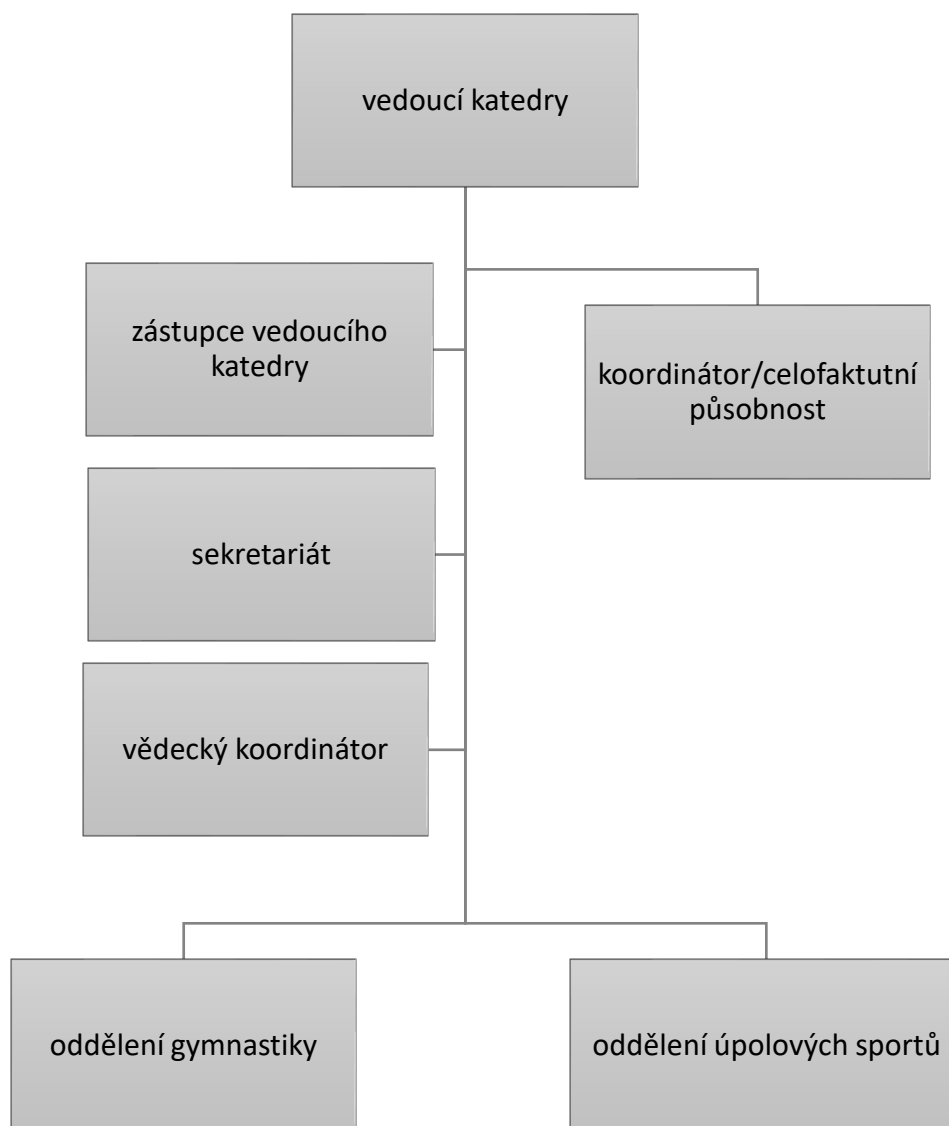 vedoucí katedry
zástupce vedoucího
katedry
koordinátor/celofaktutní
působnost
sekretariát
vědecký koordinátor
oddělení gymnastiky
oddělení úpolových sportů